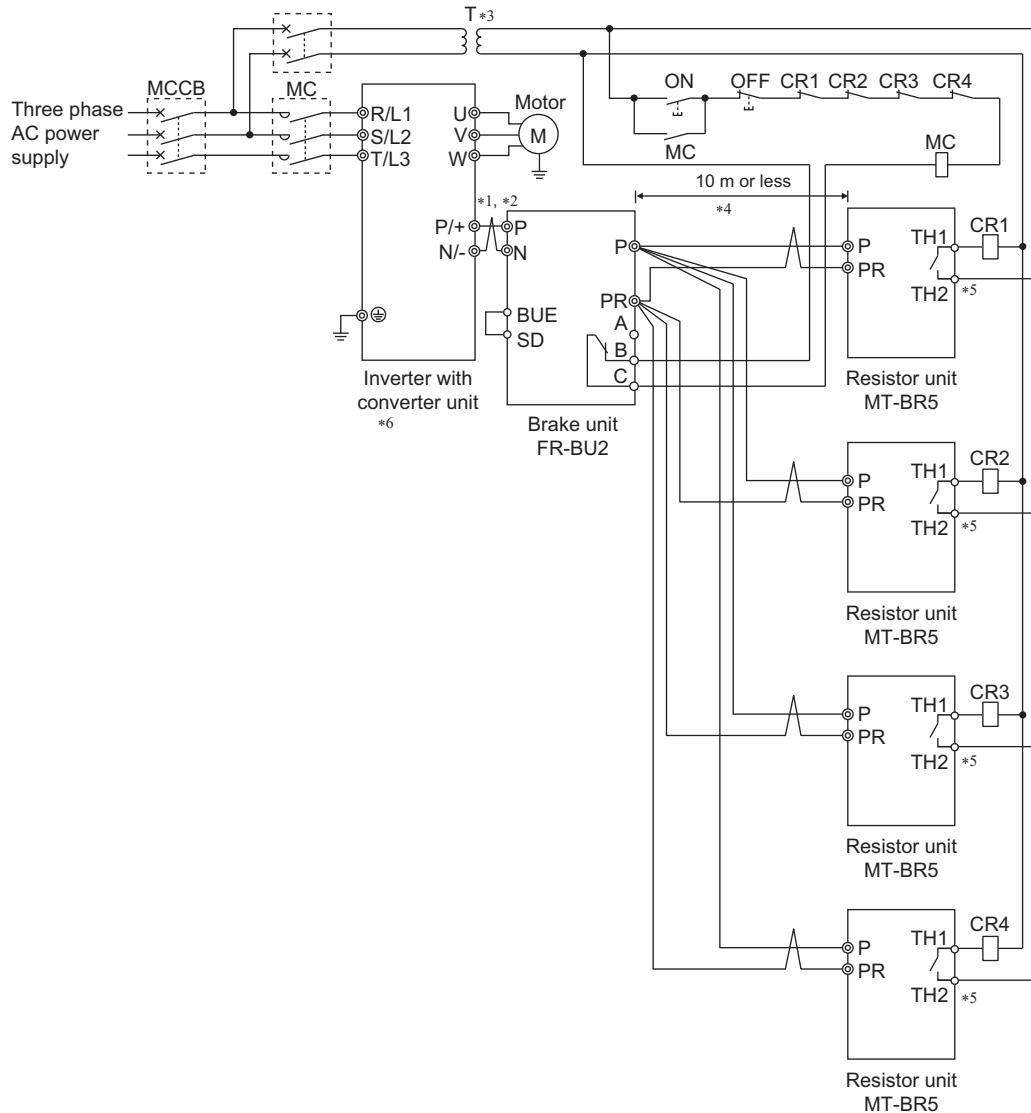 T *3
ON OFF CR1 CR2 CR3 CR4
MCCB MC
Three phase
AC power
supply
R/L1
S/L2
T/L3
U
V
W
Motor
M
MC
MC
10 m or less
*4
*1, *2
P/+
N/-
P
N
BUE
SD
P
PR
A
B
C
Inverter with
converter unit
*6
Brake unit
FR-BU2
P
PR
TH1
TH2
CR1
*5
Resistor unit
MT-BR5
P
PR
TH1
TH2
CR2
*5
Resistor unit
MT-BR5
P
PR
TH1
TH2
CR3
*5
Resistor unit
MT-BR5
P
PR
TH1
TH2
CR4
*5
Resistor unit
MT-BR5